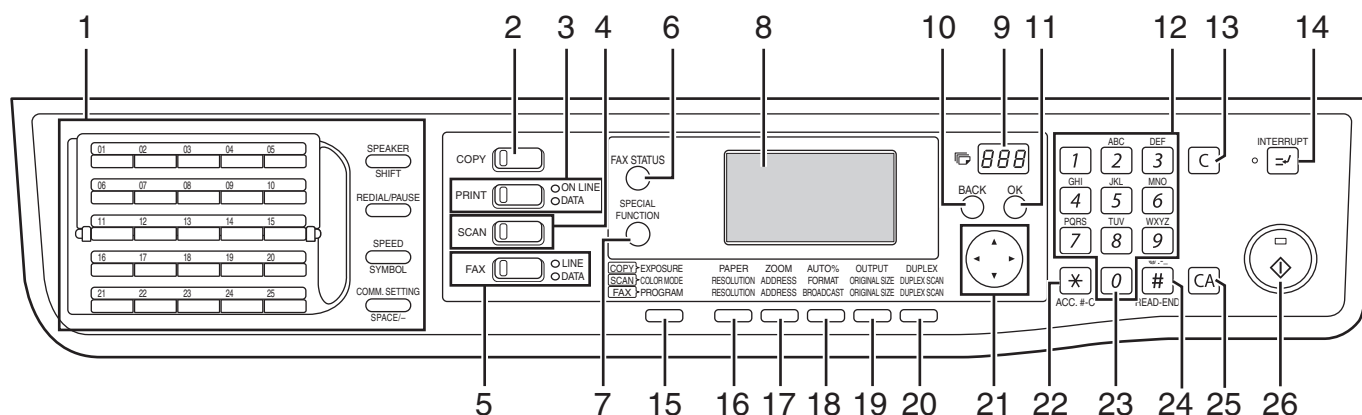 1 2 3 4 6 8 10 9 11 12 13 14
01 02 03 04 05
06 07 08 09 10
11 12 13 14 15
16 17 18 19 20
21 22 23 24 25
SPEAKER
SHIFT
REDIAL/PAUSE
SPEED
SYMBOL
COMM. SETTING
SPACE/–
COPY
PRINT
ON LINE
DATA
SCAN
FAX
LINE
DATA
FAX STATUS
SPECIAL
FUNCTION
COPY EXPOSURE PAPER ZOOM AUTO% OUTPUT DUPLEX
SCAN COLOR MODE RESOLUTION ADDRESS FORMAT ORIGINAL SIZE DUPLEX SCAN
FAX PROGRAM RESOLUTION ADDRESS BROADCAST ORIGINAL SIZE DUPLEX SCAN
888
BACK OK
ABC DEF
1 2 3
GHI JKL MNO
4 5 6
PQRS TUV WXYZ
7 8 9
0 #
ACC. #-C READ-END
C
INTERRUPT
CA
5 7 15 16 17 18 19 20 21 22 23 24 25 26